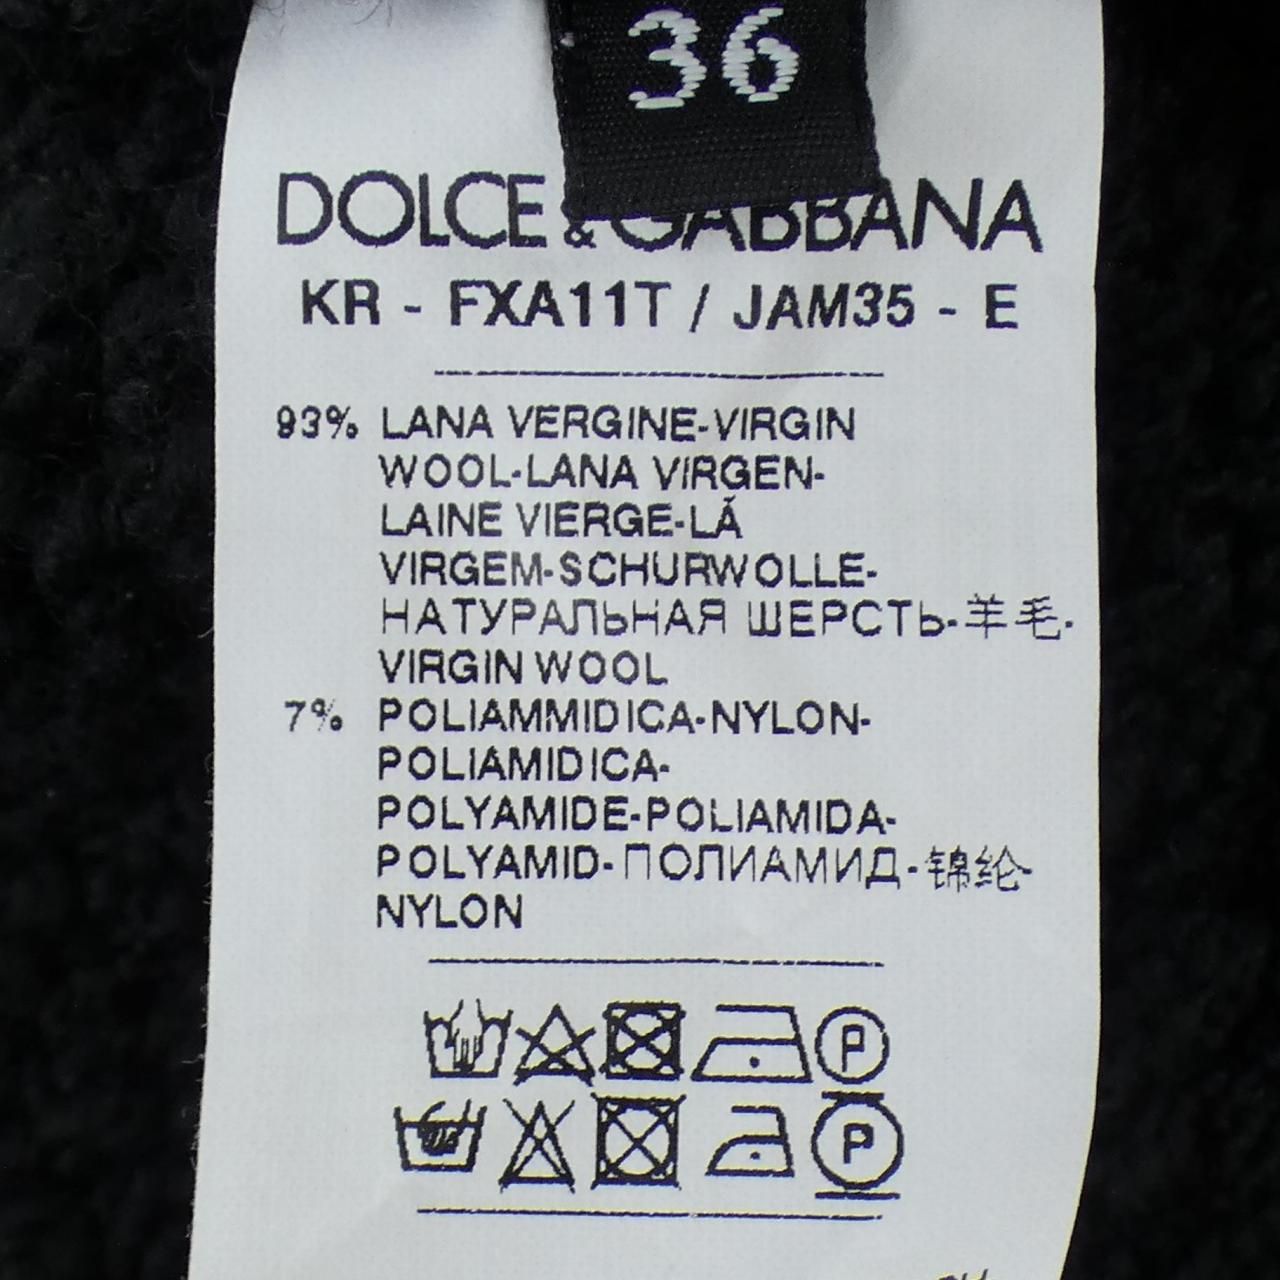 36
DOLCE & GABBANA
KR - FXA11T / JAM35 - E
93% LANA VERGINE-VIRGIN
WOOL-LANA VIRGEN-
LAINE VIERGE-LÃ
VIRGEM-SCHURWOLLE-
НАТУРАЛЬНАЯ ШЕРСТЬ-羊毛-
VIRGIN WOOL
7% POLIAMMIDICA-NYLON-
POLIAMIDICA-
POLYAMIDE-POLIAMIDA-
POLYAMID-ПОЛИАМИД-锦纶-
NYLON
P
P